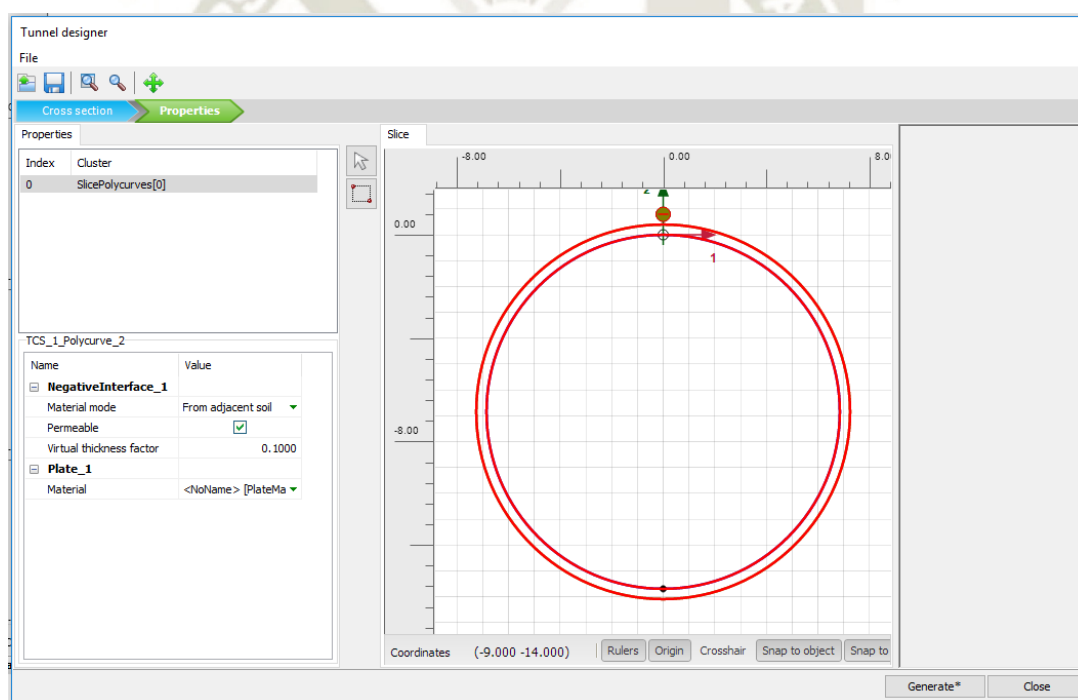 Tunnel designer
File
Cross section Properties
Properties
Slice
Index Cluster
0 SlicePolycurves[0]
-8.00 0.00 8.0
2
0.00
1
-8.00
TCS_1_Polycurve_2
Name Value
NegativeInterface_1
Material mode From adjacent soil
Permeable
Virtual thickness factor 0.1000
Plate_1
Material <NoName> [PlateMa
Coordinates (-9.000 -14.000) Rulers Origin Crosshair Snap to object Snap to
Generate* Close